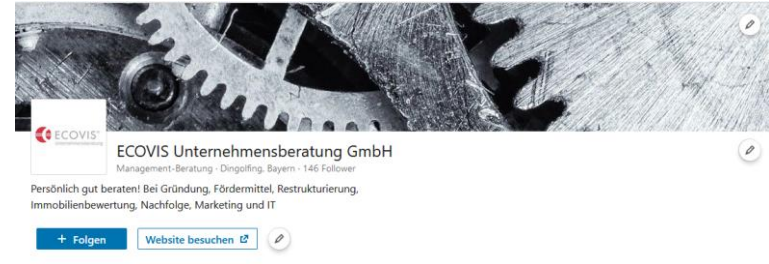 ECOVIS®
Unternehmensberatung
ECOVIS Unternehmensberatung GmbH
Management-Beratung · Dingolfing, Bayern · 146 Follower
Persönlich gut beraten! Bei Gründung, Fördermittel, Restrukturierung,
Immobilienbewertung, Nachfolge, Marketing und IT
+ Folgen
Website besuchen